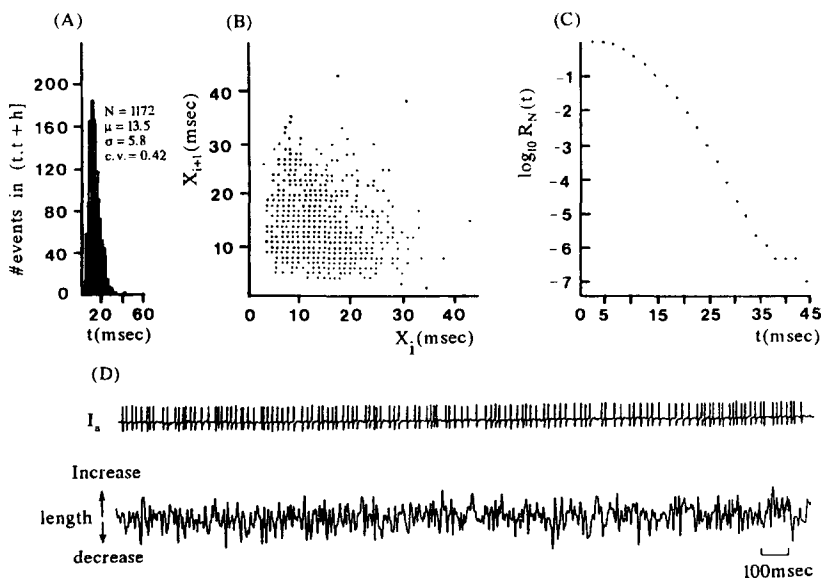 (A)
240
200
160
120
80
40
0
#events in (t.t+h]
N = 1172
μ = 13.5
σ = 5.8
c.v. = 0.42
20 40 60
t(msec)
(B)
40
30
20
10
X_{i+1}(msec)
0 10 20 30 40
X_i(msec)
(C)
-1
-2
-3
-4
-5
-6
-7
log₁₀ R_N(t)
0 5 15 25 35 45
t(msec)
(D)
I_a
Increase
length
decrease
100msec